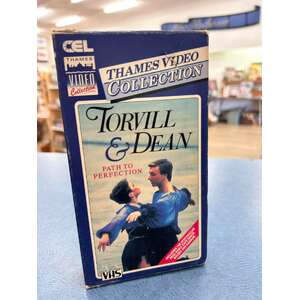 CEL
THAMES
VIDEO
Collection
THAMES VIDEO
COLLECTION
TORVILL
& DEAN
PATH TO
PERFECTION
VHS